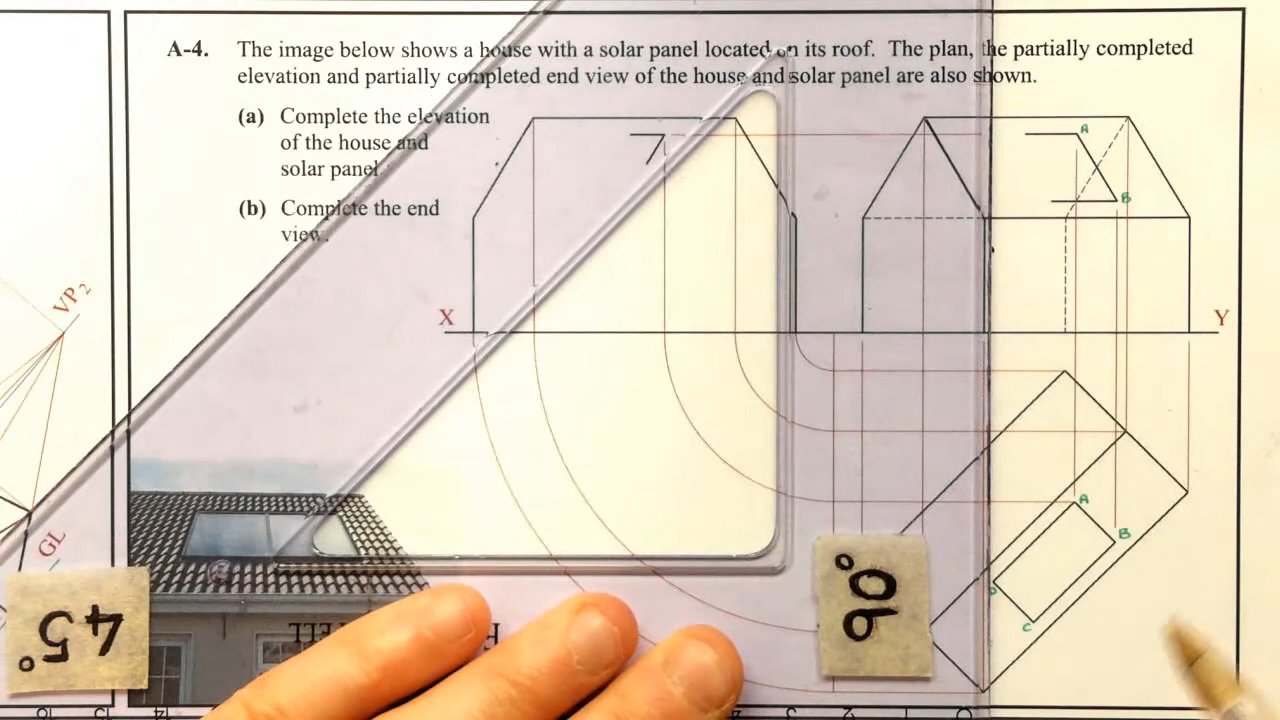 A-4. The image below shows a house with a solar panel located on its roof. The plan, the partially completed
elevation and partially completed end view of the house and solar panel are also shown.
(a) Complete the elevation
of the house and
solar panel.
(b) Complete the end
view.
A
B
X
Y
VP2
GL
A
B
D
C
90°
45°